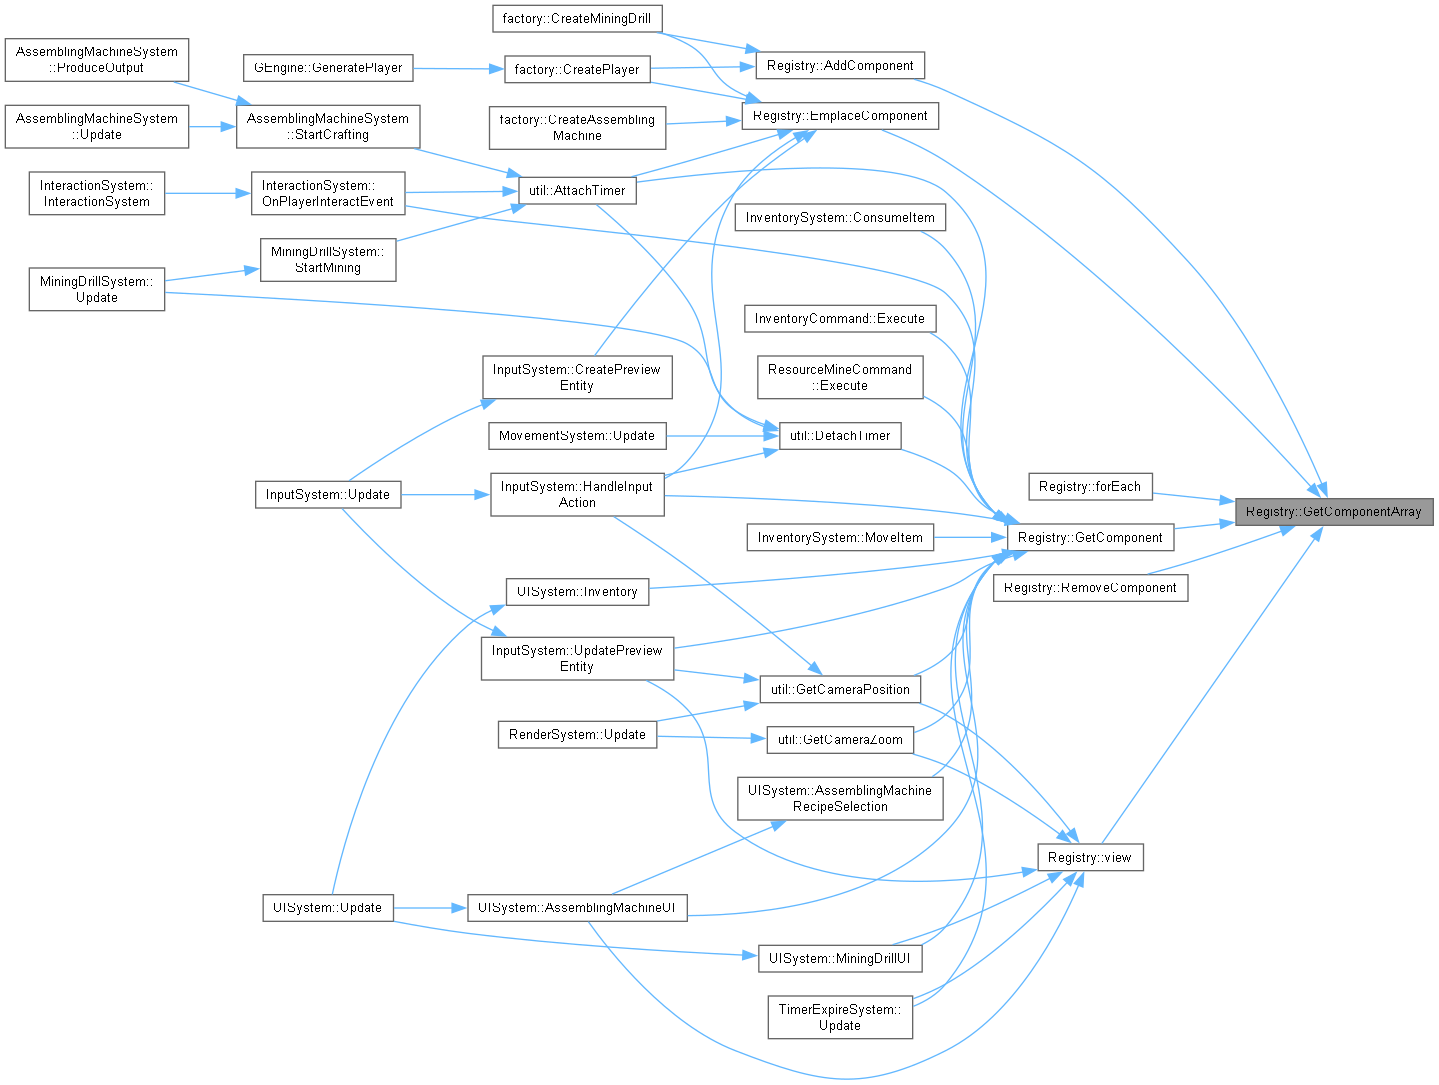 factory::CreateMiningDrill
AssemblingMachineSystem
::ProduceOutput
GEngine::GeneratePlayer
factory::CreatePlayer
Registry::AddComponent
AssemblingMachineSystem
::Update
AssemblingMachineSystem
::StartCrafting
factory::CreateAssembling
Machine
Registry::EmplaceComponent
InteractionSystem::
InteractionSystem
InteractionSystem::
OnPlayerInteractEvent
util::AttachTimer
InventorySystem::ConsumeItem
MiningDrillSystem::
StartMining
MiningDrillSystem::
Update
InventoryCommand::Execute
InputSystem::CreatePreview
Entity
ResourceMineCommand
::Execute
MovementSystem::Update
util::DetachTimer
InputSystem::Update
InputSystem::HandleInput
Action
Registry::forEach
Registry::GetComponentArray
InventorySystem::MoveItem
Registry::GetComponent
UISystem::Inventory
Registry::RemoveComponent
InputSystem::UpdatePreview
Entity
util::GetCameraPosition
RenderSystem::Update
util::GetCameraZoom
UISystem::AssemblingMachine
RecipeSelection
Registry::view
UISystem::Update
UISystem::AssemblingMachineUI
UISystem::MiningDrillUI
TimerExpireSystem::
Update